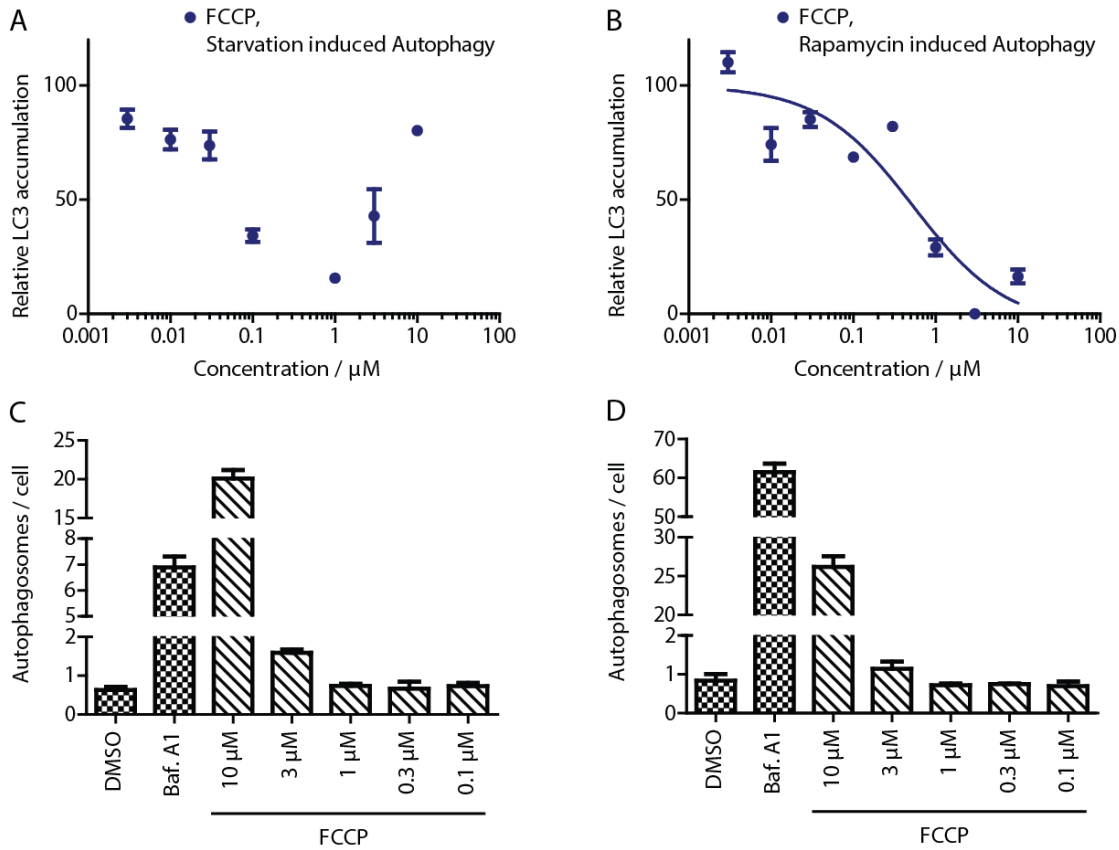 A
FCCP,
Starvation induced Autophagy
Relative LC3 accumulation
100
50
0
0.001
0.01
0.1
1
10
100
Concentration / µM
B
FCCP,
Rapamycin induced Autophagy
Relative LC3 accumulation
100
50
0
0.001
0.01
0.1
1
10
100
Concentration / µM
C
Autophagosomes / cell
25
20
15
8
7
6
5
2
1
0
DMSO
Baf. A1
10 µM
3 µM
1 µM
0.3 µM
0.1 µM
FCCP
D
Autophagosomes / cell
70
60
50
30
25
20
2
1
0
DMSO
Baf. A1
10 µM
3 µM
1 µM
0.3 µM
0.1 µM
FCCP